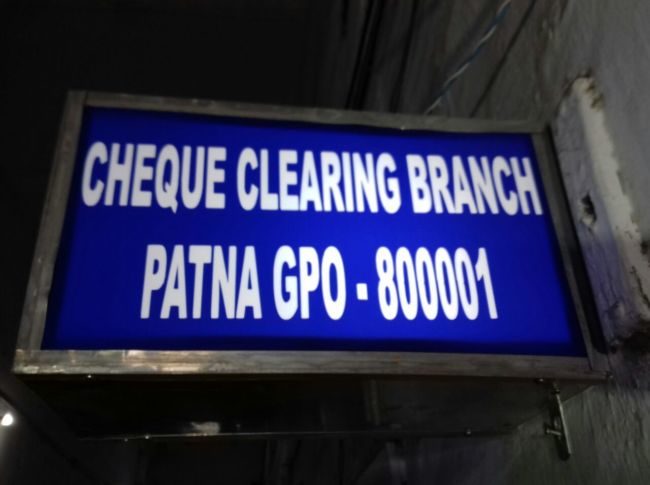 CHEQUE CLEARING BRANCH
PATNA GPO - 800001